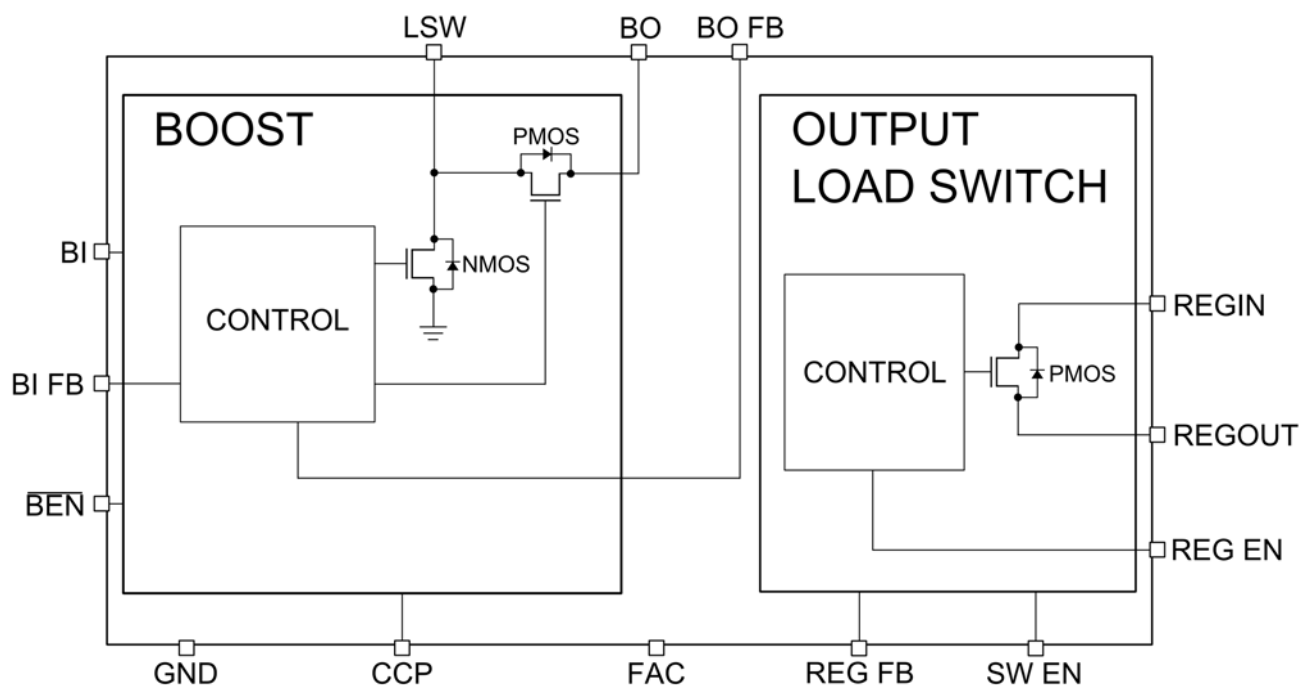 LSW
BO
BO FB
BOOST
PMOS
OUTPUT
LOAD SWITCH
BI
NMOS
CONTROL
REGIN
CONTROL
PMOS
BI FB
REGOUT
BEN
REG EN
GND
CCP
FAC
REG FB
SW EN